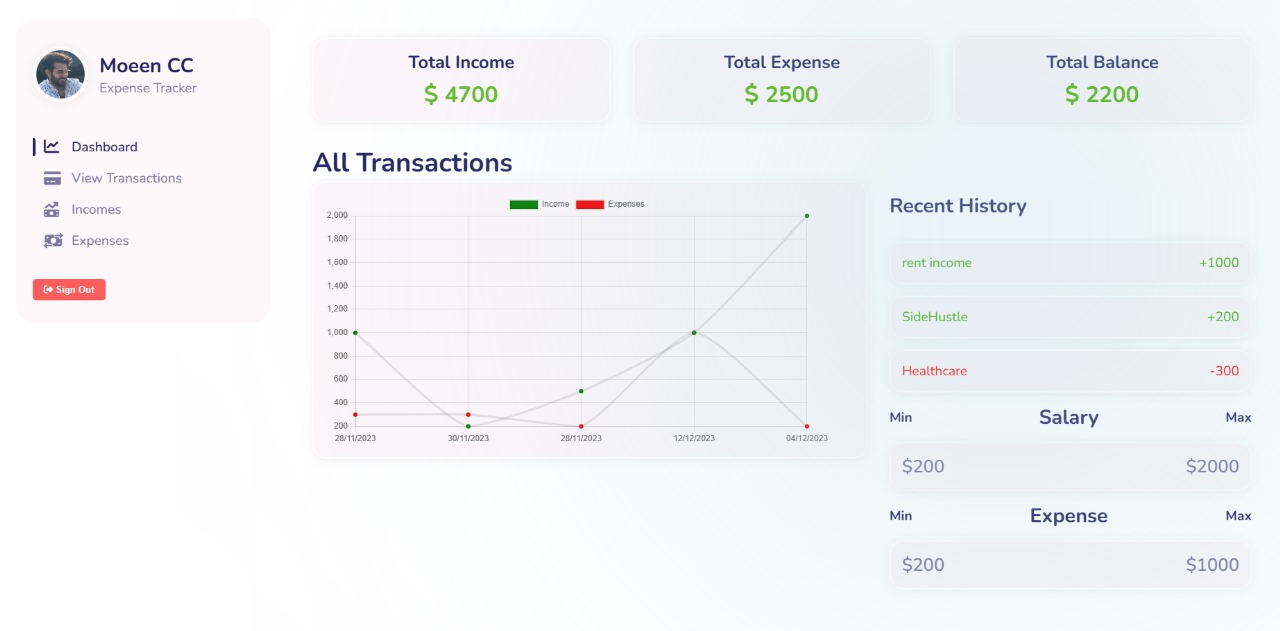 Moeen CC
Expense Tracker
Dashboard
View Transactions
Incomes
Expenses
Sign Out
Total Income
$ 4700
Total Expense
$ 2500
Total Balance
$ 2200
All Transactions
Income Expenses
2,000
1,800
1,600
1,400
1,200
1,000
800
600
400
200
28/11/2023 30/11/2023 28/11/2023 12/12/2023 04/12/2023
Recent History
rent income +1000
SideHustle +200
Healthcare -300
Min Salary Max
$200 $2000
Min Expense Max
$200 $1000